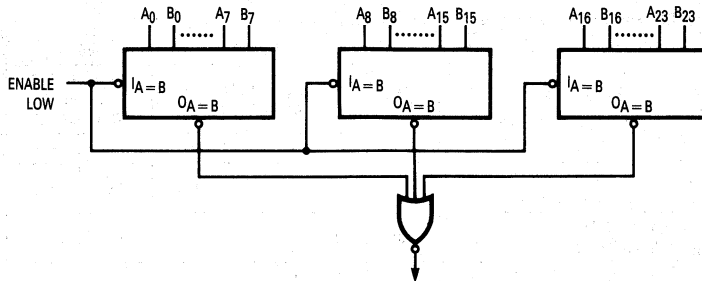 A0 B0 ........ A7 B7
A8 B8 ........ A15 B15
A16 B16 ........ A23 B23
ENABLE
LOW
IA = B
OA = B
IA = B
OA = B
IA = B
OA = B